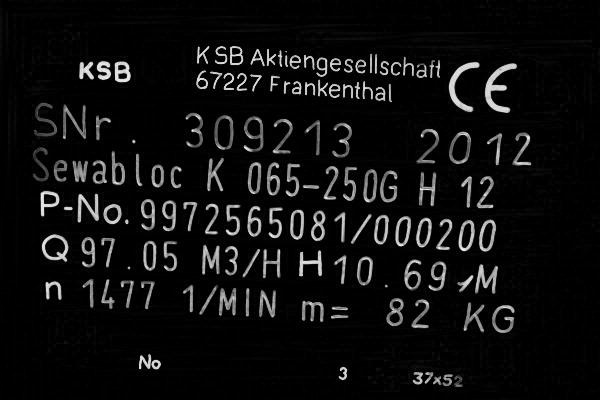 KSB
KSB Aktiengesellschaft
67227 Frankenthal
CE
SNr. 309213 2012
Sewabloc K 065-250G H 12
P-No. 9972565081/000200
Q 97.05 M3/H H 10.69 M
n 1477 1/MIN m= 82 KG
No 3 37x52